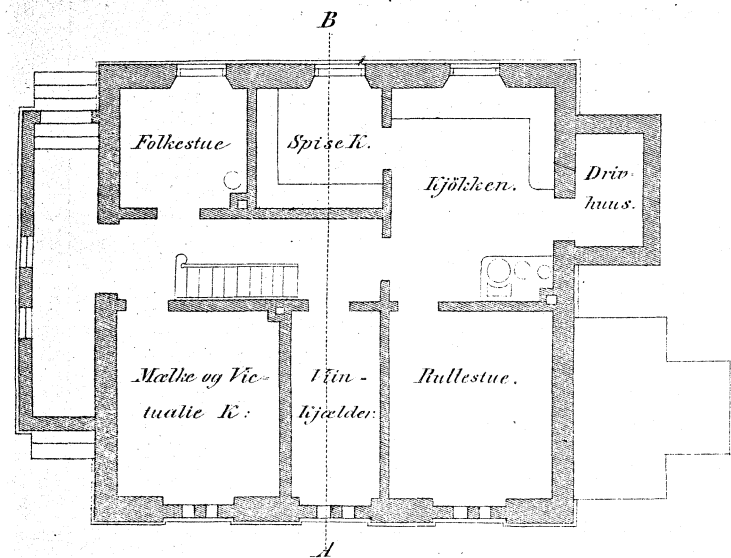 B
Folkestue
Spise K.
Kjökken.
Driv-
huus.
Mælke og Vic-
tualie K:
Viin-
Kjælder.
Rullestue.
A